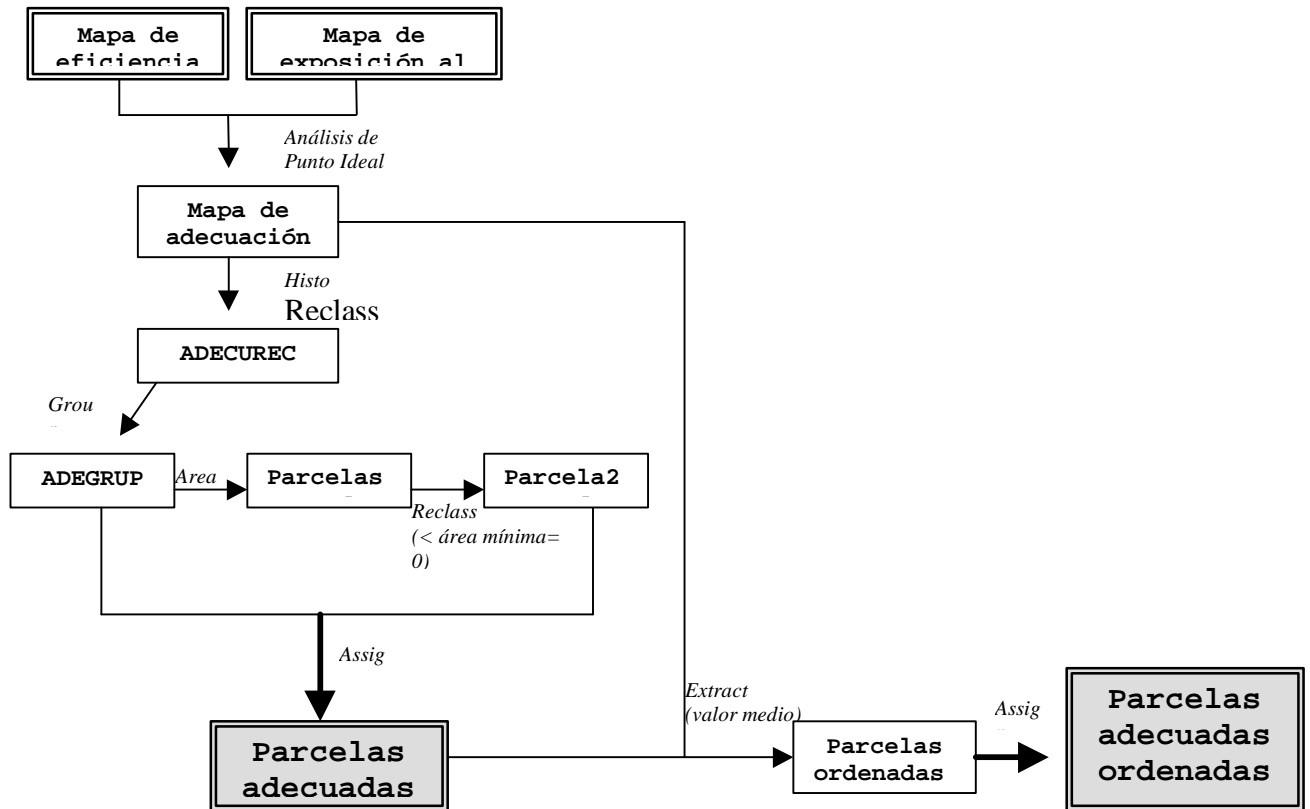 Mapa de
eficiencia
Mapa de
exposición al
Análisis de
Punto Ideal
Mapa de
adecuación
Histo
Reclass
ADECUREC
Grou
ADEGRUP
Area
Parcelas
Parcela2
Reclass
(< área mínima=
0)
Assig
Parcelas
adecuadas
Extract
(valor medio)
Parcelas
ordenadas
Assig
Parcelas
adecuadas
ordenadas